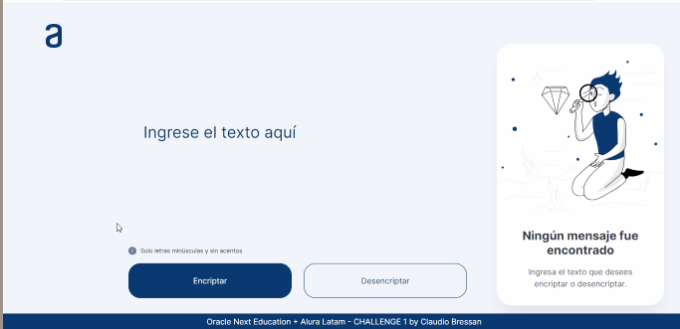 a
Ingrese el texto aquí
Solo letras minúsculas y sin acentos
Encriptar
Desencriptar
Ningún mensaje fue
encontrado
Ingresa el texto que desees
encriptar o desencriptar.
Oracle Next Education + Alura Latam - CHALLENGE 1 by Claudio Bressan